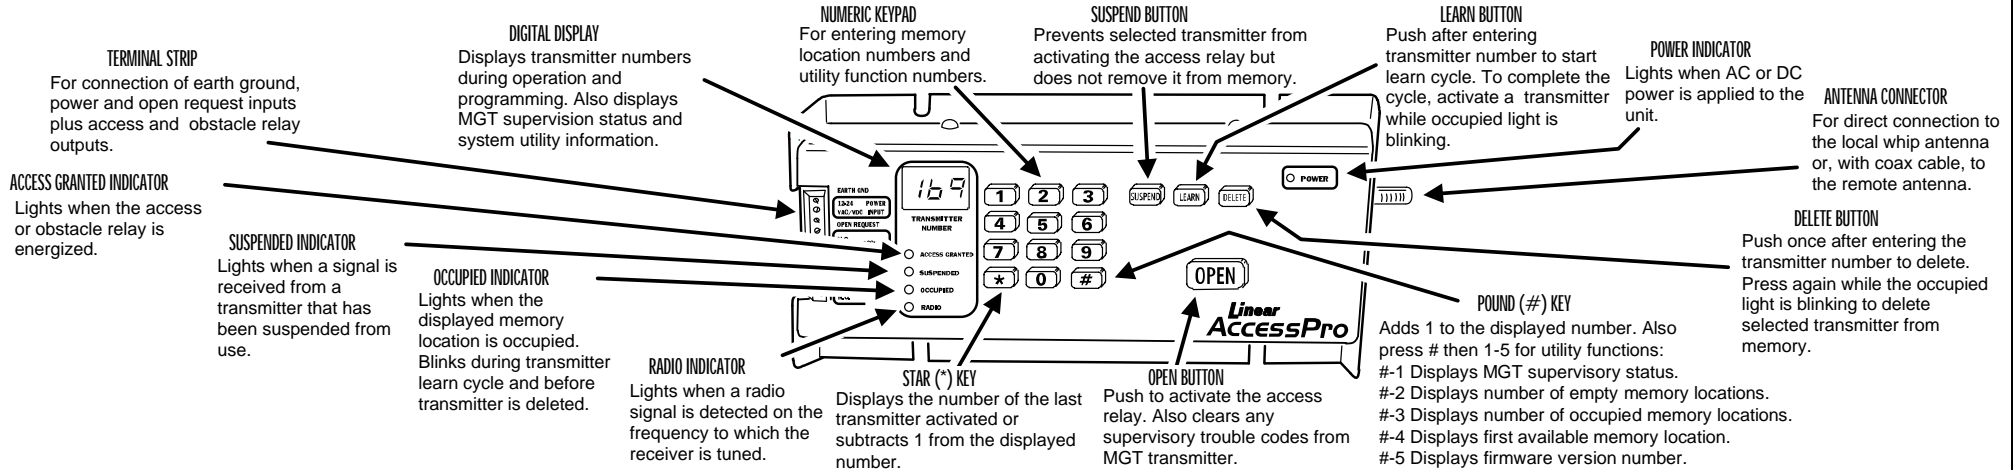 TERMINAL STRIP
For connection of earth ground,
power and open request inputs
plus access and obstacle relay
outputs.
ACCESS GRANTED INDICATOR
Lights when the access
or obstacle relay is
energized.
SUSPENDED INDICATOR
Lights when a signal is
received from a
transmitter that has
been suspended from
use.
DIGITAL DISPLAY
Displays transmitter numbers
during operation and
programming. Also displays
MGT supervision status and
system utility information.
OCCUPIED INDICATOR
Lights when the
displayed memory
location is occupied.
Blinks during transmitter
learn cycle and before
transmitter is deleted.
RADIO INDICATOR
Lights when a radio
signal is detected on the
frequency to which the
receiver is tuned.
NUMERIC KEYPAD
For entering memory
location numbers and
utility function numbers.
SUSPEND BUTTON
Prevents selected transmitter from
activating the access relay but
does not remove it from memory.
LEARN BUTTON
Push after entering
transmitter number to start
learn cycle. To complete the
cycle, activate a transmitter
while occupied light is
blinking.
POWER INDICATOR
Lights when AC or DC
power is applied to the
unit.
ANTENNA CONNECTOR
For direct connection to
the local whip antenna
or, with coax cable, to
the remote antenna.
DELETE BUTTON
Push once after entering the
transmitter number to delete.
Press again while the occupied
light is blinking to delete
selected transmitter from
memory.
EARTH GND
12-24 POWER
VAC/VDC INPUT
OPEN REQUEST
169
TRANSMITTER
NUMBER
ACCESS GRANTED
SUSPENDED
OCCUPIED
RADIO
1 2 3
4 5 6
7 8 9
* 0 #
SUSPEND LEARN DELETE
POWER
OPEN
Linear
AccessPro
STAR (*) KEY
Displays the number of the last
transmitter activated or
subtracts 1 from the displayed
number.
OPEN BUTTON
Push to activate the access
relay. Also clears any
supervisory trouble codes from
MGT transmitter.
POUND (#) KEY
Adds 1 to the displayed number. Also
press # then 1-5 for utility functions:
#-1 Displays MGT supervisory status.
#-2 Displays number of empty memory locations.
#-3 Displays number of occupied memory locations.
#-4 Displays first available memory location.
#-5 Displays firmware version number.